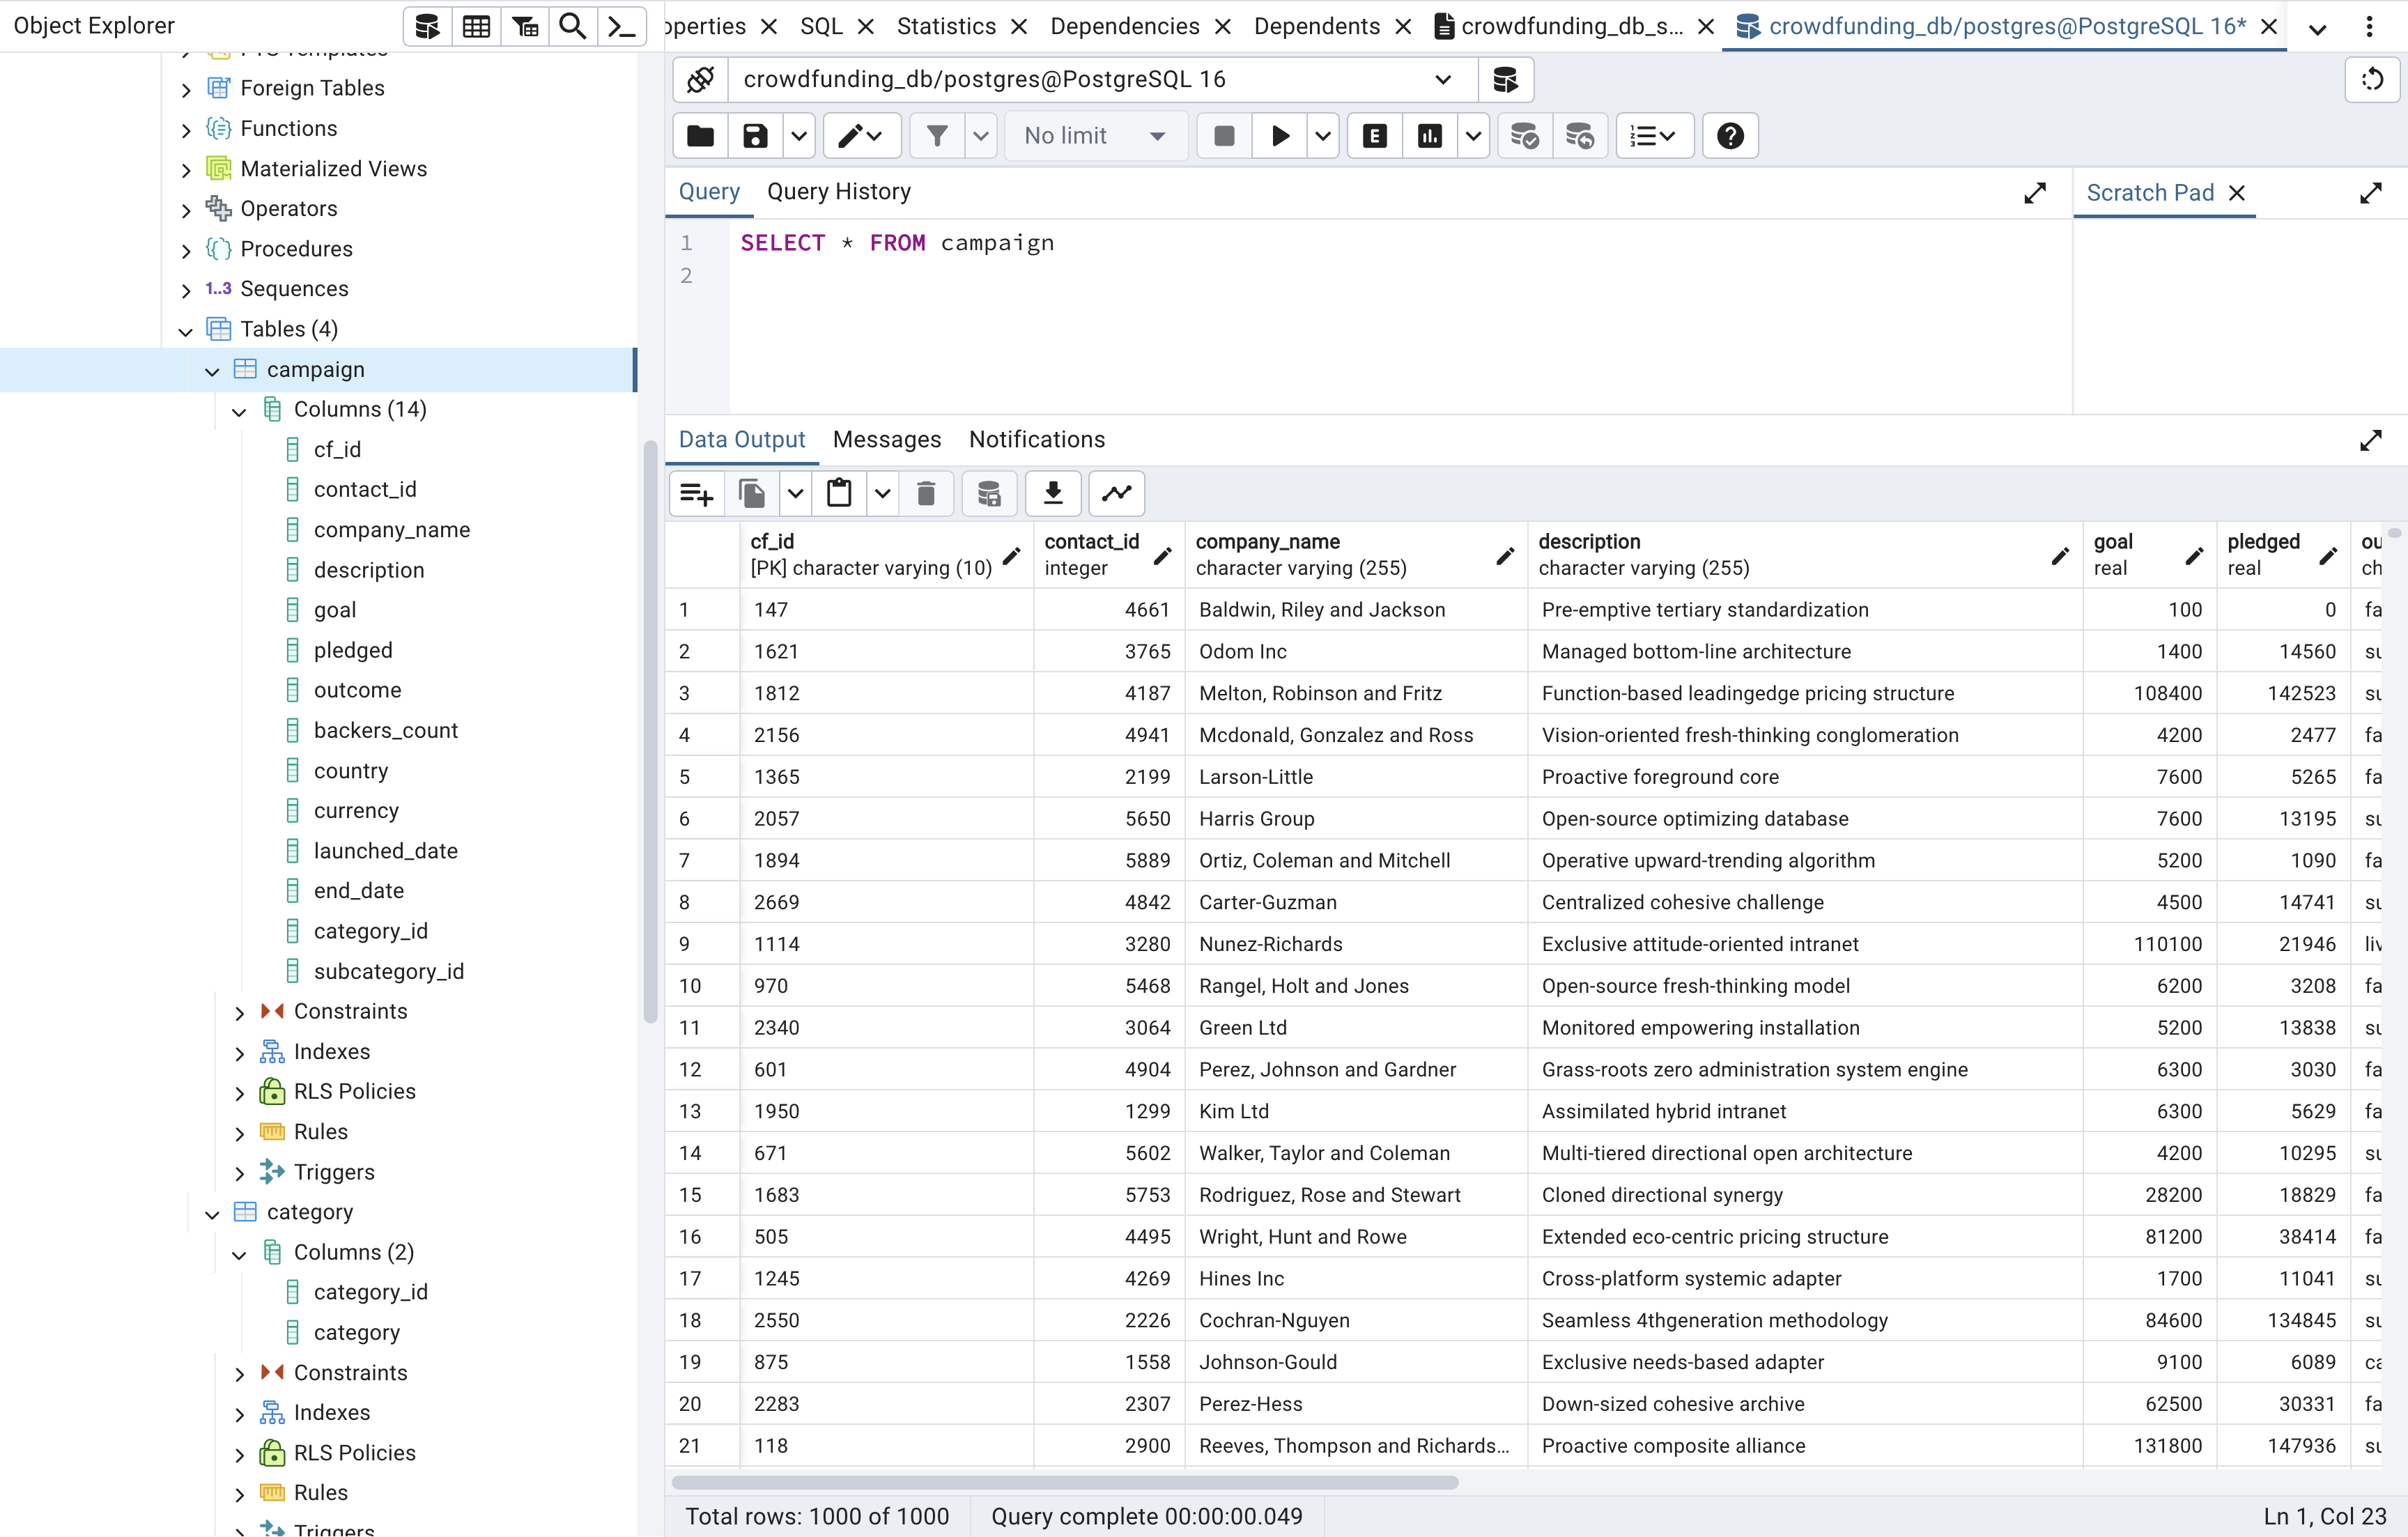 Object Explorer
operties SQL Statistics Dependencies Dependents crowdfunding_db_s... crowdfunding_db/postgres@PostgreSQL 16*
crowdfunding_db/postgres@PostgreSQL 16
No limit
Query Query History
Scratch Pad
1 SELECT * FROM campaign
2
FTS Templates
Foreign Tables
Functions
Materialized Views
Operators
Procedures
1..3 Sequences
Tables (4)
campaign
Columns (14)
cf_id
contact_id
company_name
description
goal
pledged
outcome
backers_count
country
currency
launched_date
end_date
category_id
subcategory_id
Constraints
Indexes
RLS Policies
Rules
Triggers
category
Columns (2)
category_id
category
Constraints
Indexes
RLS Policies
Rules
Triggers
Data Output Messages Notifications
cf_id contact_id company_name description goal pledged ou
[PK] character varying (10) integer character varying (255) character varying (255) real real ch
1 147 4661 Baldwin, Riley and Jackson Pre-emptive tertiary standardization 100 0 fa
2 1621 3765 Odom Inc Managed bottom-line architecture 1400 14560 su
3 1812 4187 Melton, Robinson and Fritz Function-based leadingedge pricing structure 108400 142523 su
4 2156 4941 Mcdonald, Gonzalez and Ross Vision-oriented fresh-thinking conglomeration 4200 2477 fa
5 1365 2199 Larson-Little Proactive foreground core 7600 5265 fa
6 2057 5650 Harris Group Open-source optimizing database 7600 13195 su
7 1894 5889 Ortiz, Coleman and Mitchell Operative upward-trending algorithm 5200 1090 fa
8 2669 4842 Carter-Guzman Centralized cohesive challenge 4500 14741 su
9 1114 3280 Nunez-Richards Exclusive attitude-oriented intranet 110100 21946 liv
10 970 5468 Rangel, Holt and Jones Open-source fresh-thinking model 6200 3208 fa
11 2340 3064 Green Ltd Monitored empowering installation 5200 13838 su
12 601 4904 Perez, Johnson and Gardner Grass-roots zero administration system engine 6300 3030 fa
13 1950 1299 Kim Ltd Assimilated hybrid intranet 6300 5629 fa
14 671 5602 Walker, Taylor and Coleman Multi-tiered directional open architecture 4200 10295 su
15 1683 5753 Rodriguez, Rose and Stewart Cloned directional synergy 28200 18829 fa
16 505 4495 Wright, Hunt and Rowe Extended eco-centric pricing structure 81200 38414 fa
17 1245 4269 Hines Inc Cross-platform systemic adapter 1700 11041 su
18 2550 2226 Cochran-Nguyen Seamless 4thgeneration methodology 84600 134845 su
19 875 1558 Johnson-Gould Exclusive needs-based adapter 9100 6089 ca
20 2283 2307 Perez-Hess Down-sized cohesive archive 62500 30331 fa
21 118 2900 Reeves, Thompson and Richards... Proactive composite alliance 131800 147936 su
Total rows: 1000 of 1000 Query complete 00:00:00.049 Ln 1, Col 23